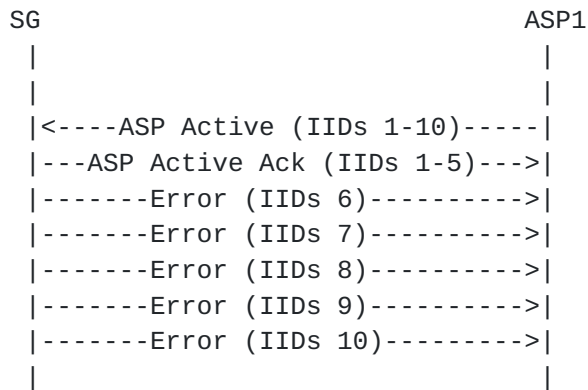 SG ASP1
|<----ASP Active (IIDs 1-10)-----|
|---ASP Active Ack (IIDs 1-5)--->|
|-------Error (IIDs 6)---------->|
|-------Error (IIDs 7)---------->|
|-------Error (IIDs 8)---------->|
|-------Error (IIDs 9)---------->|
|-------Error (IIDs 10)--------->|